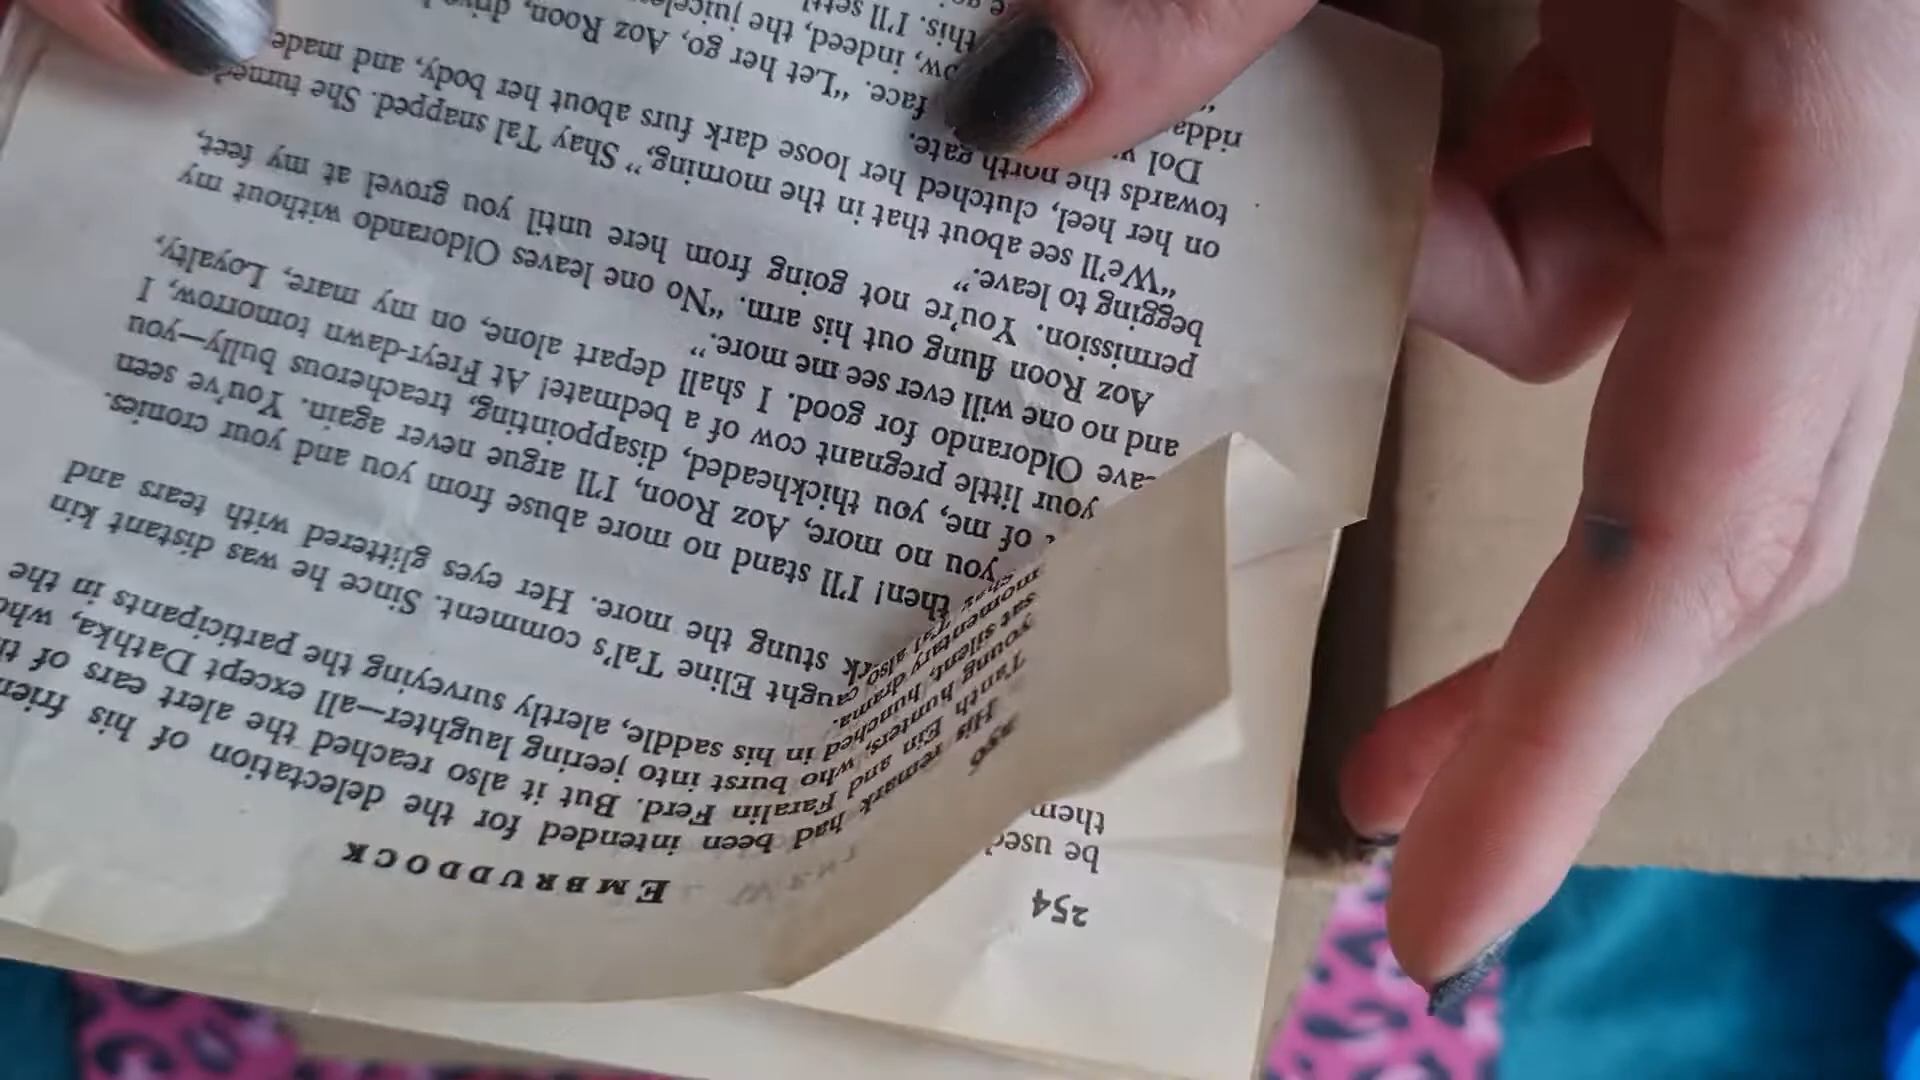 EMBRUDDOCK
His remark had been intended for the delectation of his
Tanth Ein and Faralin Ferd. But it also reached the alert ears of
young hunters, who burst into jeering laughter—all except Dathka, who
sat silent, hunched in his saddle, alertly surveying the participants in the
momentary drama.
Tal also caught Eline Tal's comment. Since he was distant kin
stung the more. Her eyes glittered with tears and
then! I'll stand no more abuse from you and your cronies.
you no more, Aoz Roon, I'll argue never again. You've seen
of me, you thickheaded, disappointing, treacherous bully—you
your little pregnant cow of a bedmate! At Freyr-dawn tomorrow, I
Oldorando for good. I shall depart alone, on my mare, Loyalty,
and no one will ever see me more."
Aoz Roon flung out his arm. "No one leaves Oldorando without my
permission. You're not going from here until you grovel at my feet,
begging to leave."
"We'll see about that in the morning," Shay Tal snapped. She turned
on her heel, clutched her loose dark furs about her body, and made
towards the north gate.
Dol face. "Let her go, Aoz Roon, drive
indeed, the
this. I'll
254
be used
them